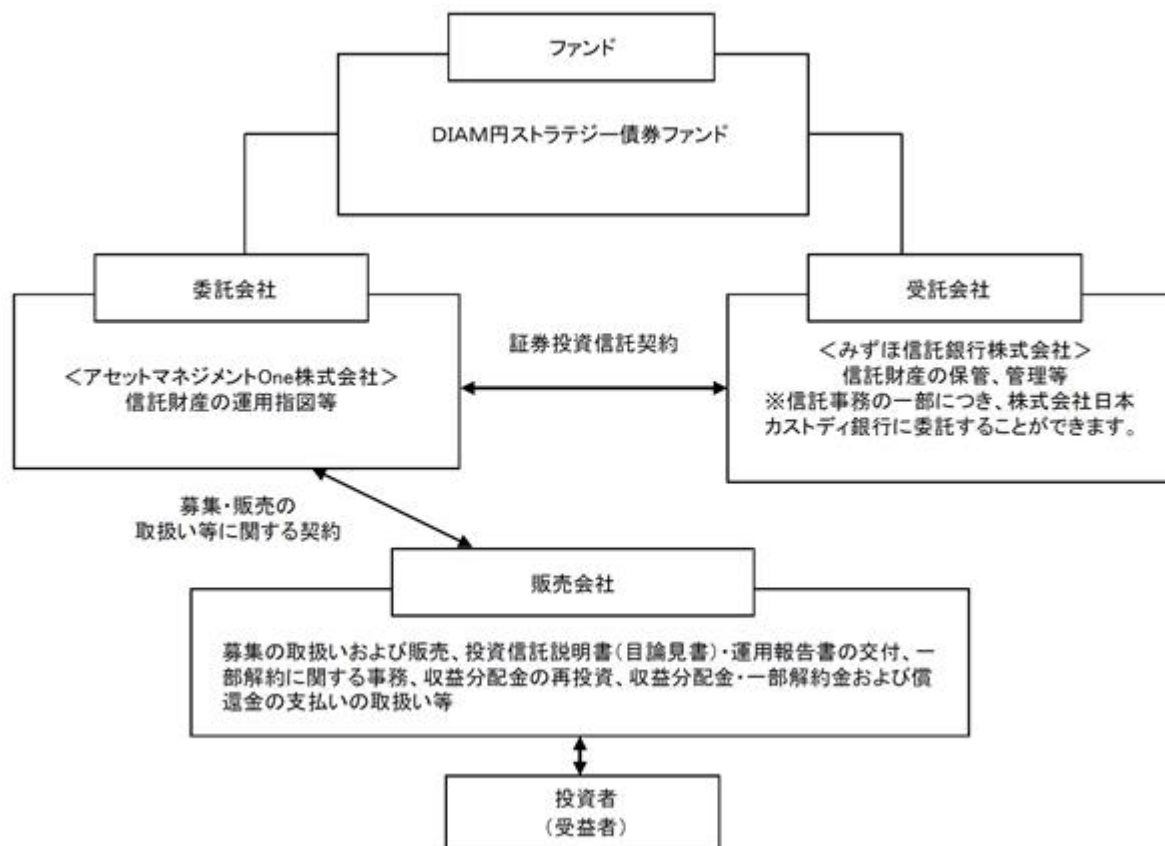 ファンド
DIAM円ストラテジー債券ファンド
委託会社
<アセットマネジメントOne株式会社>
信託財産の運用指図等
証券投資信託契約
受託会社
<みずほ信託銀行株式会社>
信託財産の保管、管理等
※信託事務の一部につき、株式会社日本
カストディ銀行に委託することができます。
募集・販売の
取扱い等に関する契約
販売会社
募集の取扱いおよび販売、投資信託説明書(目論見書)・運用報告書の交付、一
部解約に関する事務、収益分配金の再投資、収益分配金・一部解約金および償
還金の支払いの取扱い等
投資者
(受益者)